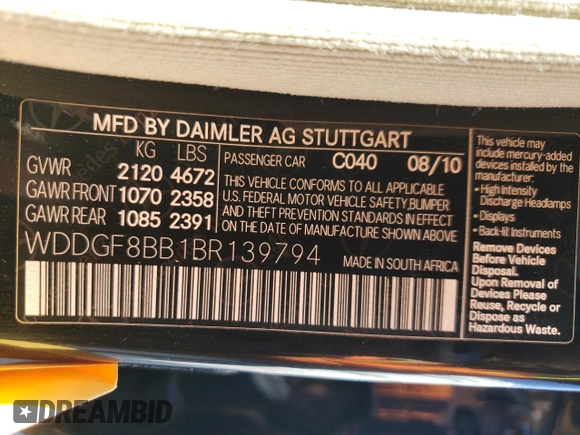 MFD BY DAIMLER AG STUTTGART
KG LBS
GVWR 2120 4672
GAWR FRONT 1070 2358
GAWR REAR 1085 2391
PASSENGER CAR C040 08/10
THIS VEHICLE CONFORMS TO ALL APPLICABLE
U.S. FEDERAL MOTOR VEHICLE SAFETY, BUMPER
AND THEFT PREVENTION STANDARDS IN EFFECT
ON THE DATE OF MANUFACTURE SHOWN ABOVE
WDDGF8BB1BR139794
MADE IN SOUTH AFRICA
This vehicle may
include mercury-added
devices installed by the
manufacturer:
• High Intensity
Discharge Headlamps
• Displays
• Back-lit Instruments
Remove Devices
Before Vehicle
Disposal.
Upon Removal of
Devices Please
Reuse, Recycle or
Dispose as
Hazardous Waste.
DREAMBID